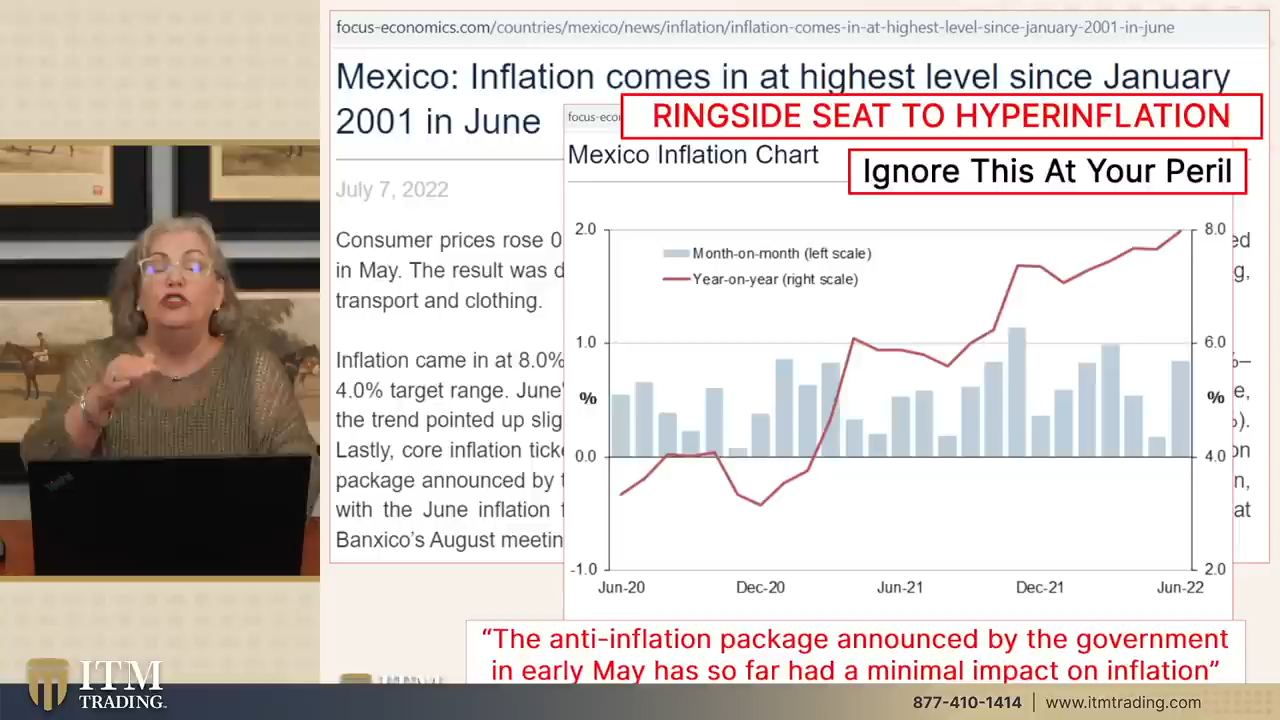 focus-economics.com/countries/mexico/news/inflation/inflation-comes-in-at-highest-level-since-january-2001-in-june
Mexico: Inflation comes in at highest level since January
2001 in June
focus-econ
RINGSIDE SEAT TO HYPERINFLATION
Mexico Inflation Chart
Ignore This At Your Peril
July 7, 2022
Consumer prices rose 0
in May. The result was d
transport and clothing.
Inflation came in at 8.0%
4.0% target range. June'
the trend pointed up slig
Lastly, core inflation ticke
package announced by t
with the June inflation
Banxico's August meetin
ed
g,
e,
).
on
n,
at
2.0
8.0
Month-on-month (left scale)
Year-on-year (right scale)
1.0
6.0
%
%
0.0
4.0
-1.0
2.0
Jun-20
Dec-20
Jun-21
Dec-21
Jun-22
“The anti-inflation package announced by the government
in early May has so far had a minimal impact on inflation”
ITM
TRADING
877-410-1414 | www.itmtrading.com